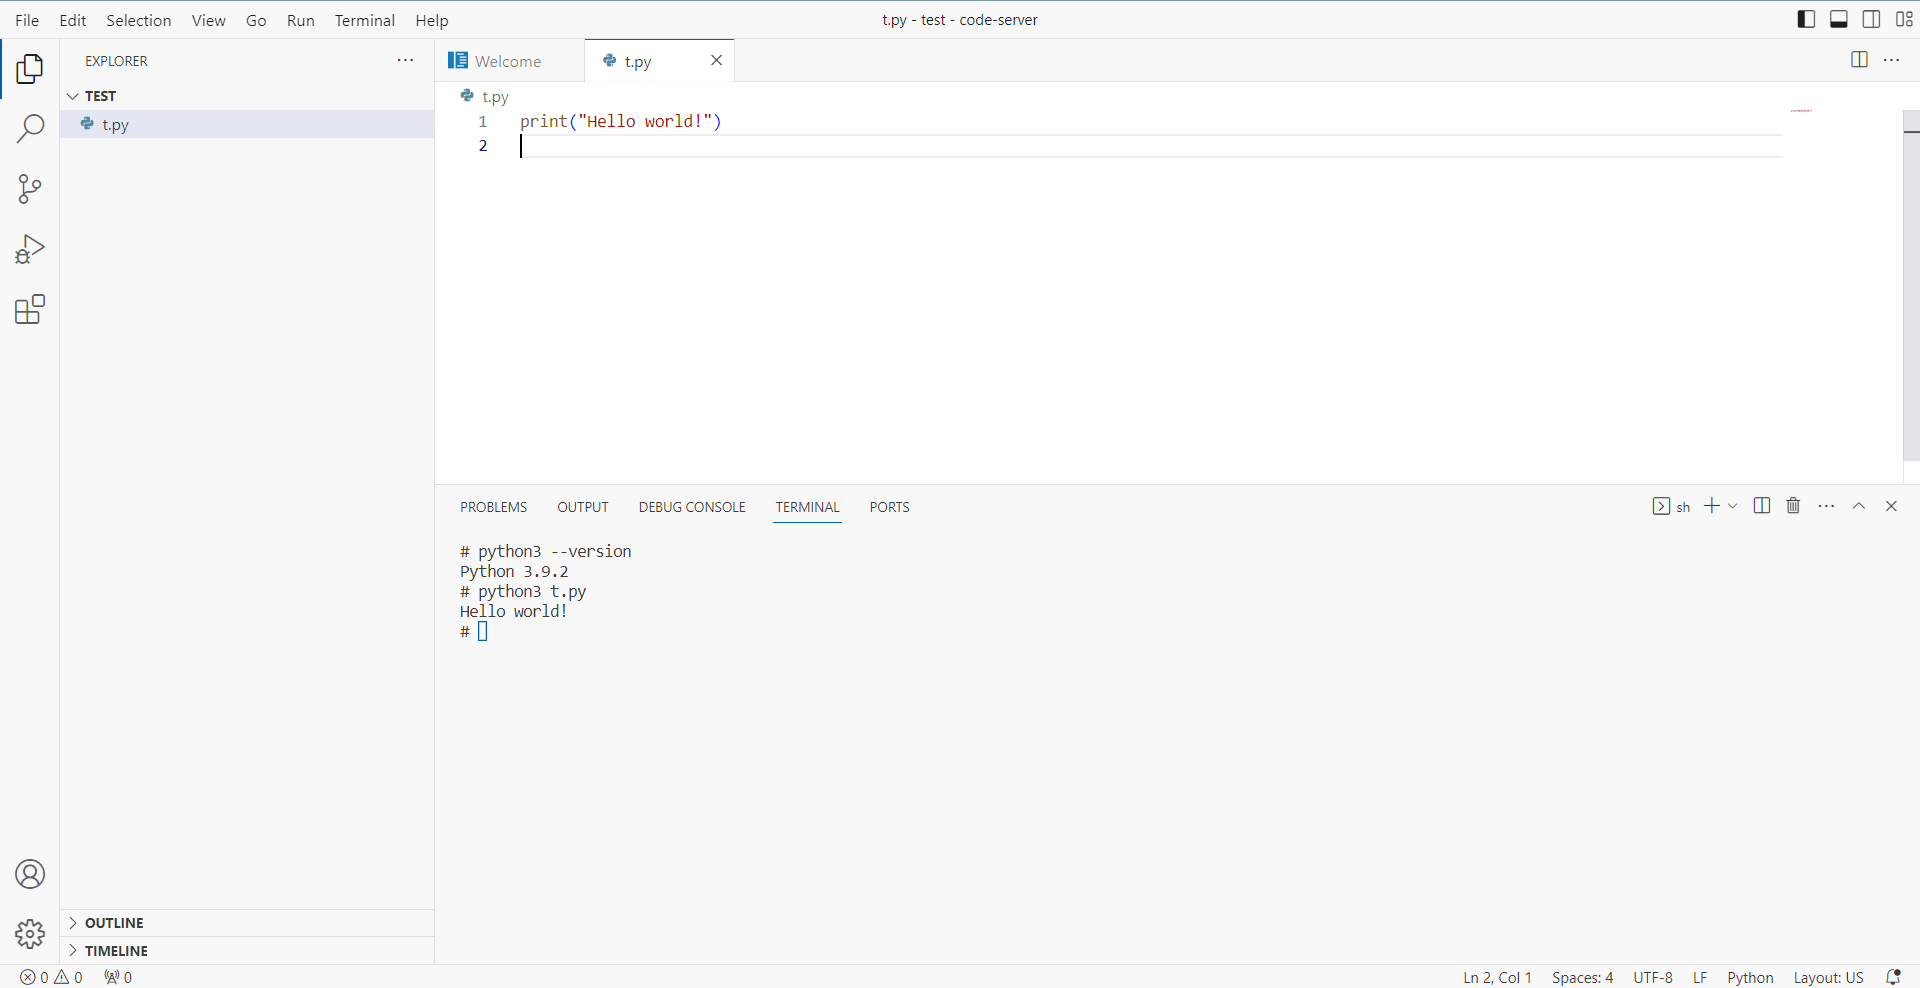 File Edit Selection View Go Run Terminal Help
t.py - test - code-server
EXPLORER
TEST
t.py
Welcome
t.py
t.py
1 print("Hello world!")
2
PROBLEMS OUTPUT DEBUG CONSOLE TERMINAL PORTS
sh
# python3 --version
Python 3.9.2
# python3 t.py
Hello world!
#
OUTLINE
TIMELINE
0 0 0
Ln 2, Col 1 Spaces: 4 UTF-8 LF Python Layout: US